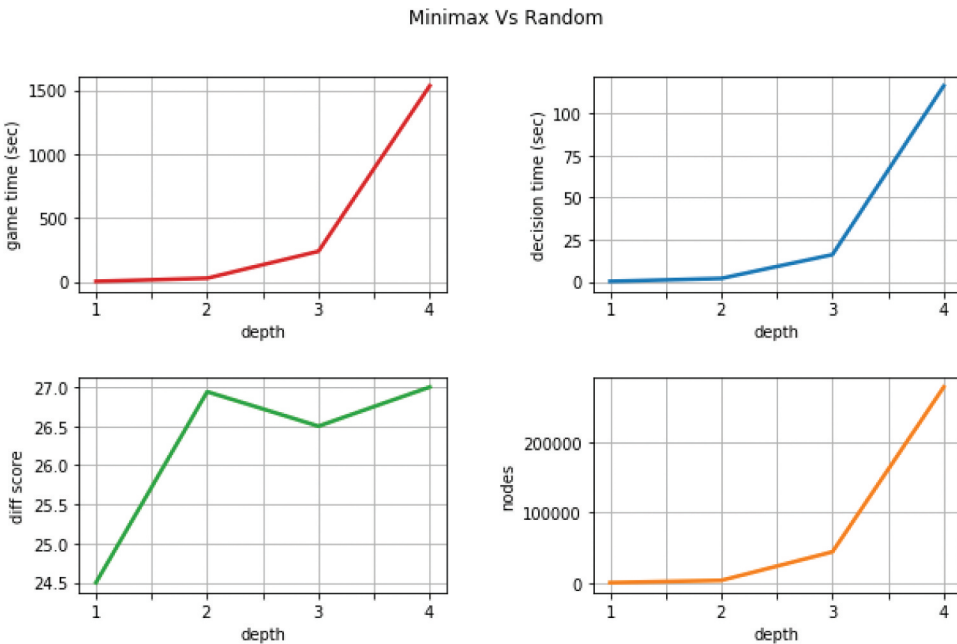 Minimax Vs Random
1500
1000
500
0
game time (sec)
1 2 3 4
depth
100
75
50
25
0
decision time (sec)
1 2 3 4
depth
27.0
26.5
26.0
25.5
25.0
24.5
diff score
1 2 3 4
depth
200000
100000
0
nodes
1 2 3 4
depth